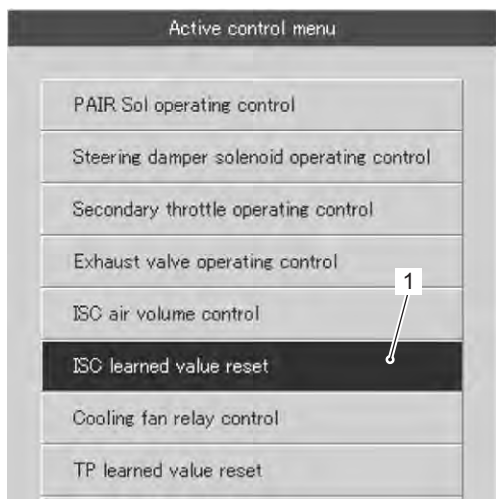 Active control menu
PAIR Sol operating control
Steering damper solenoid operating control
Secondary throttle operating control
Exhaust valve operating control
1
ISC air volume control
ISC learned value reset
Cooling fan relay control
TP learned value reset